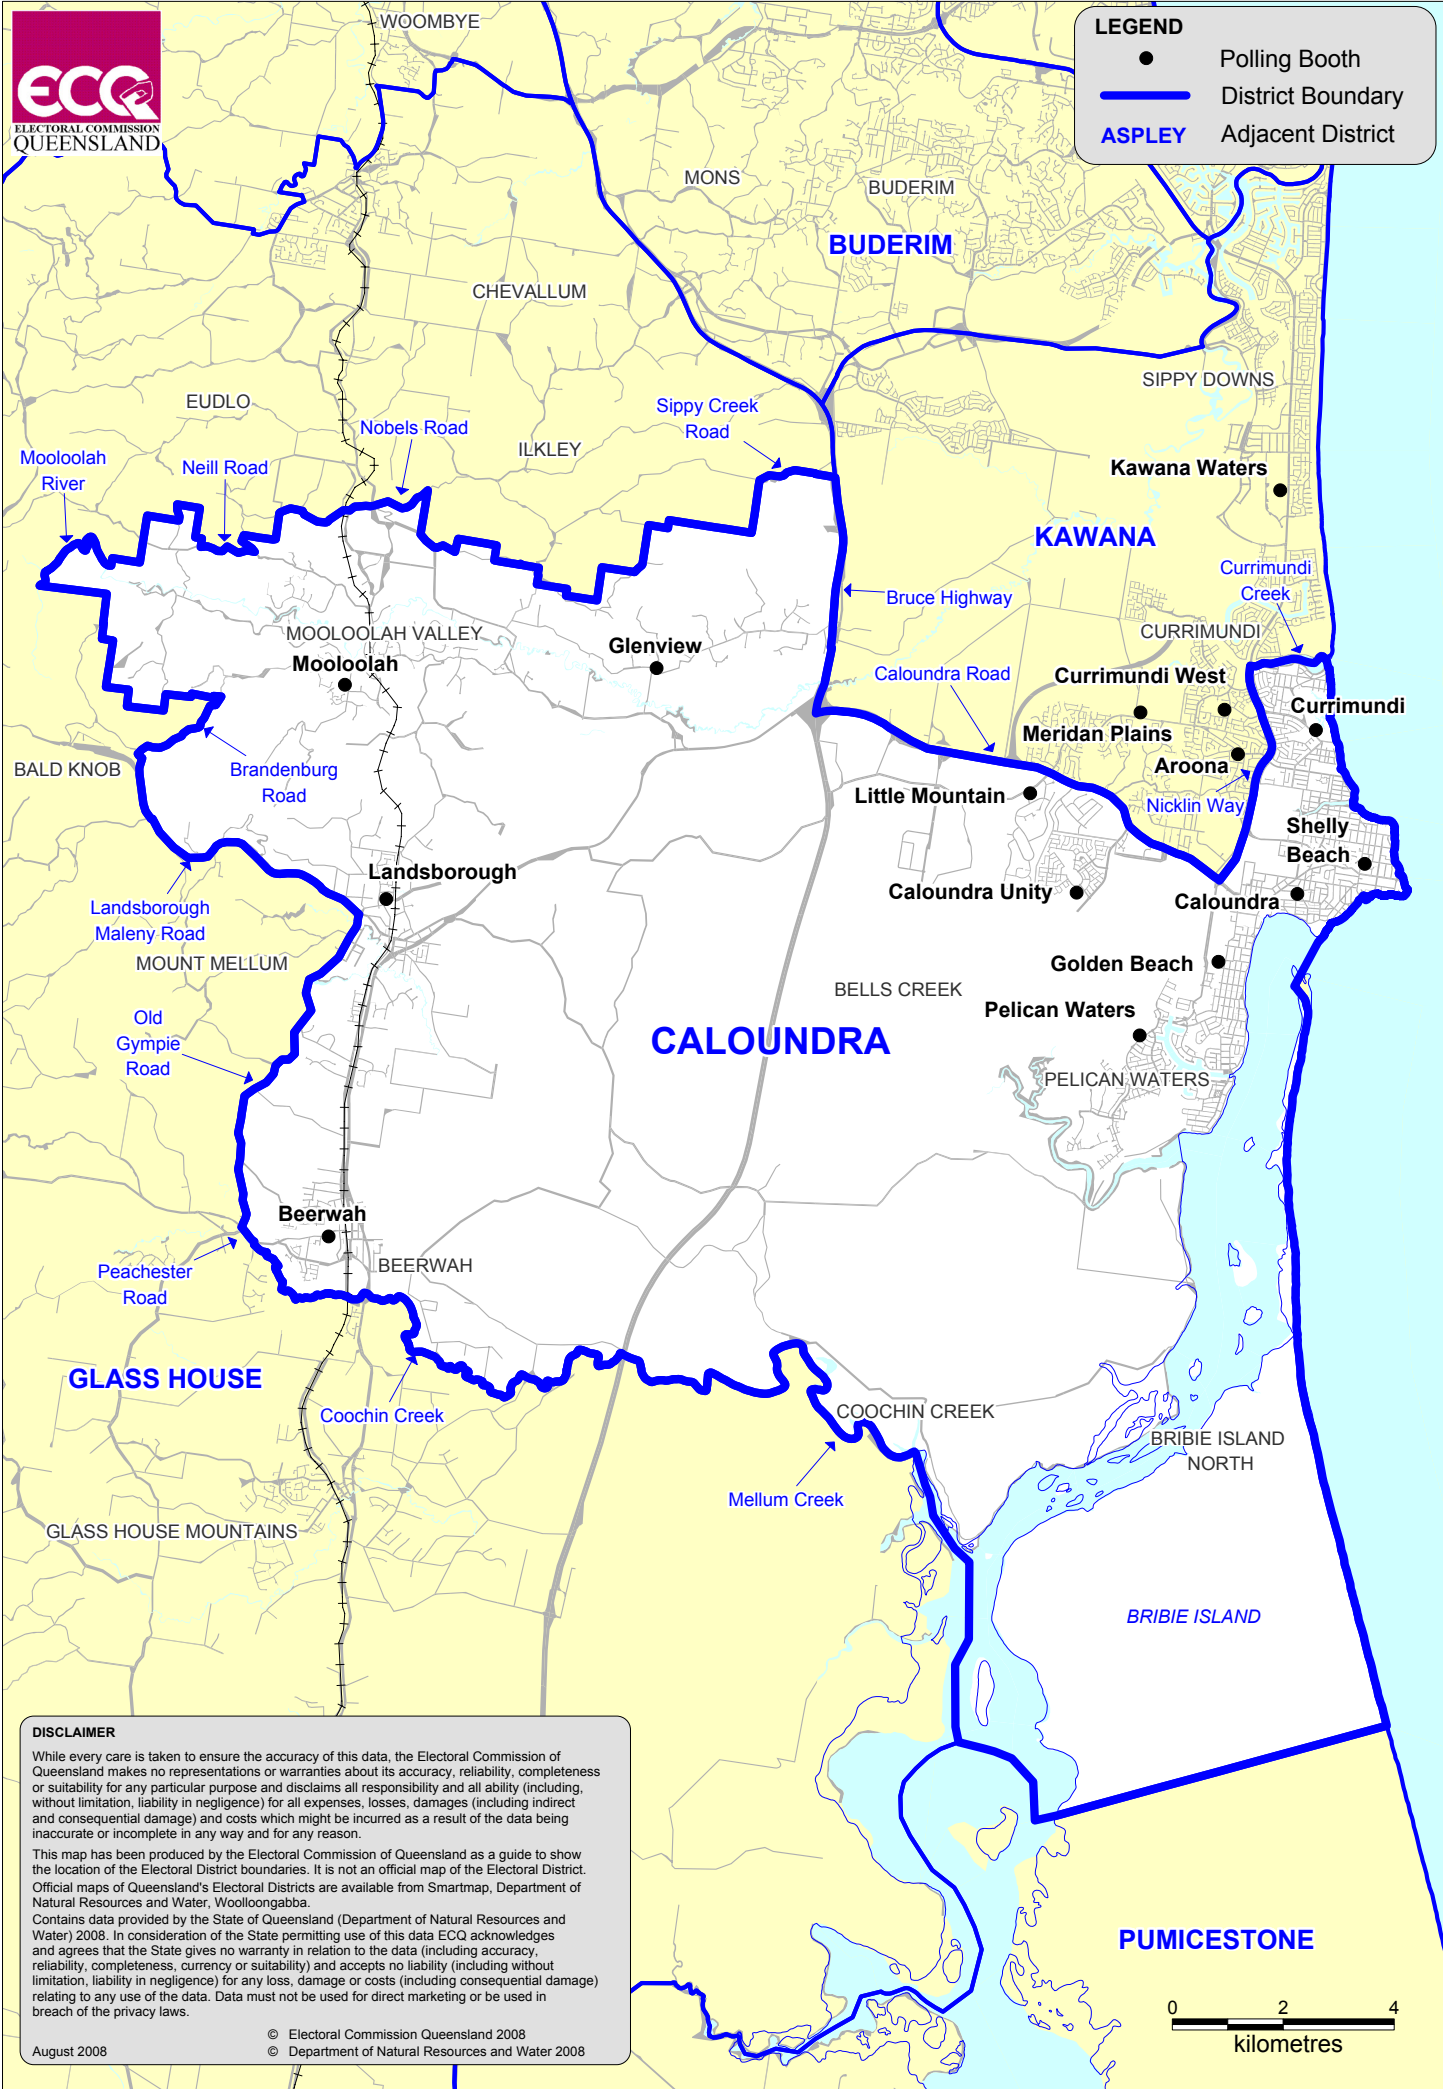 ECQ
ELECTORAL COMMISSION
QUEENSLAND
LEGEND
Polling Booth
District Boundary
ASPLEY Adjacent District
WOOMBYE
MONS
BUDERIM
BUDERIM
CHEVALLUM
SIPPY DOWNS
EUDLO
Sippy Creek
Road
Nobels Road
ILKLEY
Mooloolah
River
Neill Road
Kawana Waters
KAWANA
Currimundi
Creek
Bruce Highway
CURRIMUNDI
MOOLOOLAH VALLEY
Mooloolah
Glenview
Caloundra Road
Currimundi West
Currimundi
Meridan Plains
Aroona
BALD KNOB
Brandenburg
Road
Little Mountain
Nicklin Way
Shelly
Beach
Landsborough
Caloundra Unity
Caloundra
Landsborough
Maleny Road
MOUNT MELLUM
Golden Beach
BELLS CREEK
Pelican Waters
Old
Gympie
Road
CALOUNDRA
PELICAN WATERS
Beerwah
BEERWAH
Peachester
Road
GLASS HOUSE
Coochin Creek
COOCHIN CREEK
BRIBIE ISLAND
NORTH
Mellum Creek
GLASS HOUSE MOUNTAINS
BRIBIE ISLAND
DISCLAIMER
While every care is taken to ensure the accuracy of this data, the Electoral Commission of
Queensland makes no representations or warranties about its accuracy, reliability, completeness
or suitability for any particular purpose and disclaims all responsibility and all ability (including,
without limitation, liability in negligence) for all expenses, losses, damages (including indirect
and consequential damage) and costs which might be incurred as a result of the data being
inaccurate or incomplete in any way and for any reason.
This map has been produced by the Electoral Commission of Queensland as a guide to show
the location of the Electoral District boundaries. It is not an official map of the Electoral District.
Official maps of Queensland's Electoral Districts are available from Smartmap, Department of
Natural Resources and Water, Woolloongabba.
Contains data provided by the State of Queensland (Department of Natural Resources and
Water) 2008. In consideration of the State permitting use of this data ECQ acknowledges
and agrees that the State gives no warranty in relation to the data (including accuracy,
reliability, completeness, currency or suitability) and accepts no liability (including without
limitation, liability in negligence) for any loss, damage or costs (including consequential damage)
relating to any use of the data. Data must not be used for direct marketing or be used in
breach of the privacy laws.
© Electoral Commission Queensland 2008
August 2008 © Department of Natural Resources and Water 2008
PUMICESTONE
0 2 4
kilometres